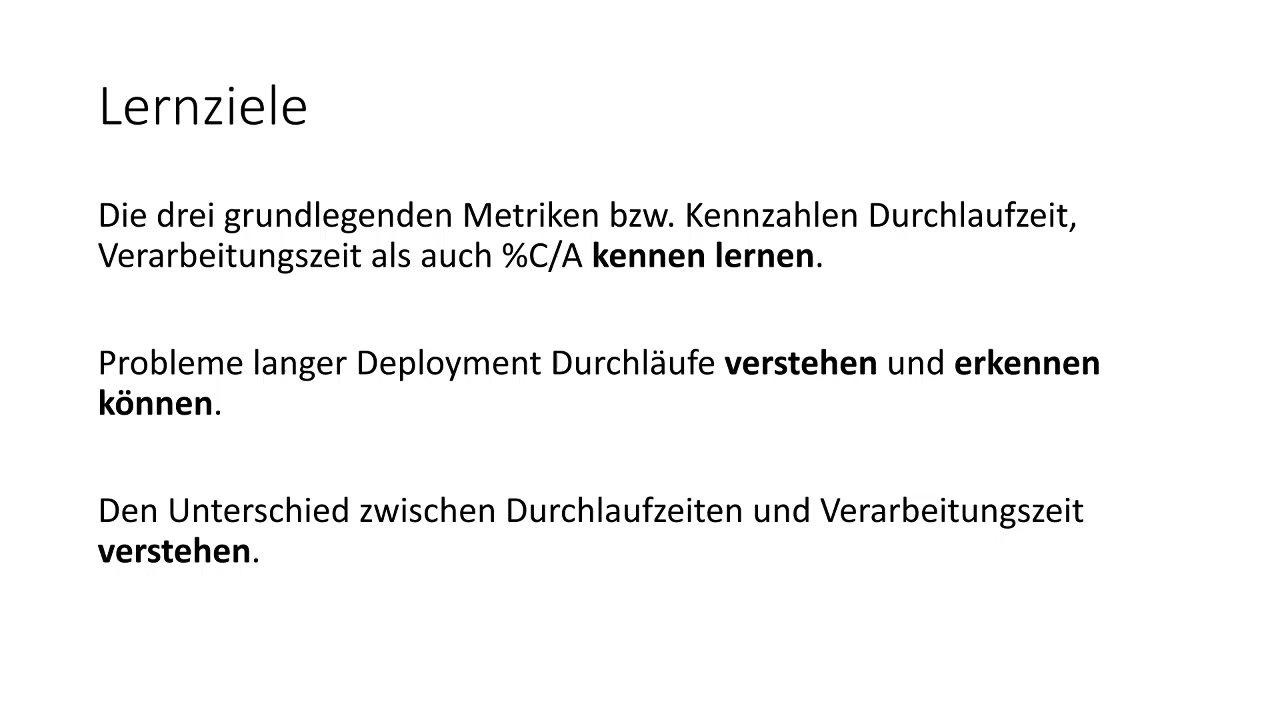 Lernziele
Die drei grundlegenden Metriken bzw. Kennzahlen Durchlaufzeit,
Verarbeitungszeit als auch %C/A kennen lernen.
Probleme langer Deployment Durchläufe verstehen und erkennen
können.
Den Unterschied zwischen Durchlaufzeiten und Verarbeitungszeit
verstehen.